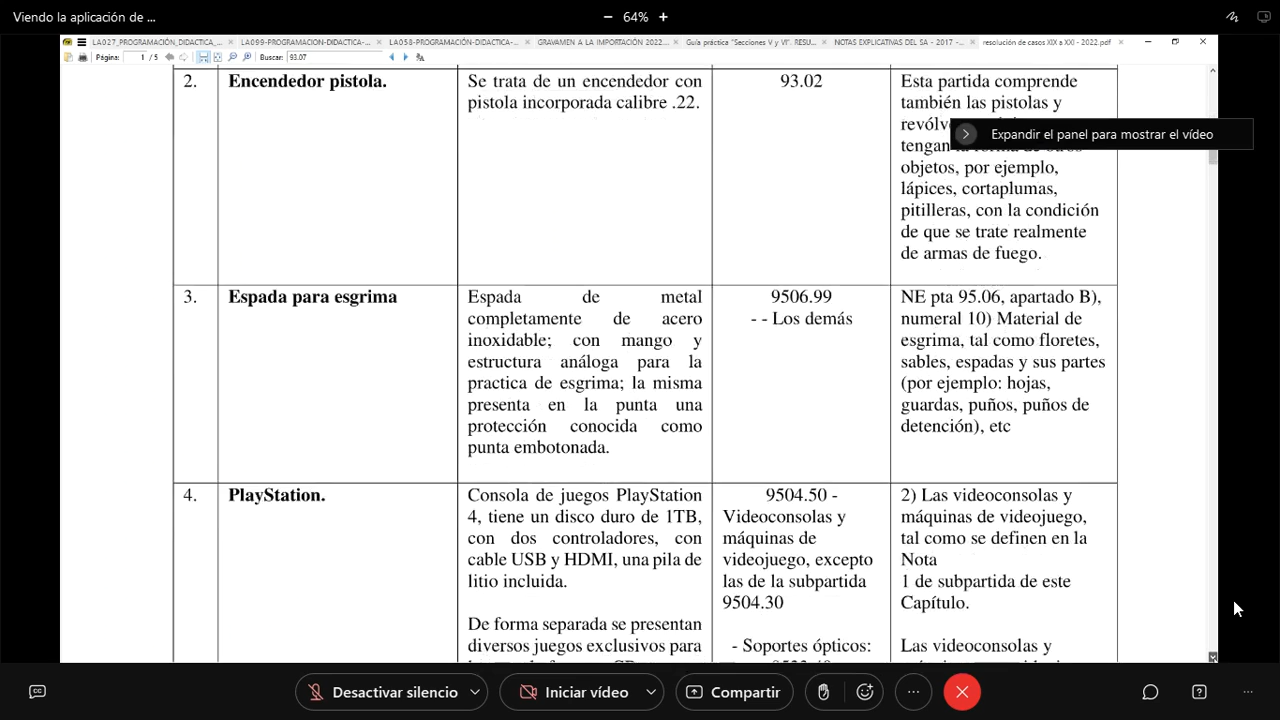 Viendo la aplicación de ...
64%
LA027_PROGRAMACIÓN_DIDACTICA_...
LA099-PROGRAMACION-DIDACTICA-...
LA058-PROGRAMACIÓN-DIDACTICA-...
GRAVAMEN A LA IMPORTACIÓN 2022....
Guía práctica "Secciones V y VI". RESU...
NOTAS EXPLICATIVAS DEL SA - 2017 -...
resolución de casos XIX a XXI - 2022.pdf
Página: 1 / 5
Buscar: 93.07
2.
Encendedor pistola.
Se trata de un encendedor con
pistola incorporada calibre .22.
93.02
Esta partida comprende
también las pistolas y
Expandir el panel para mostrar el vídeo
objetos, por ejemplo,
lápices, cortaplumas,
pitilleras, con la condición
de que se trate realmente
de armas de fuego.
3.
Espada para esgrima
Espada de metal
completamente de acero
inoxidable; con mango y
estructura análoga para la
practica de esgrima; la misma
presenta en la punta una
protección conocida como
punta embotonada.
9506.99
- - Los demás
NE pta 95.06, apartado B),
numeral 10) Material de
esgrima, tal como floretes,
sables, espadas y sus partes
(por ejemplo: hojas,
guardas, puños, puños de
detención), etc
4.
PlayStation.
Consola de juegos PlayStation
4, tiene un disco duro de 1TB,
con dos controladores, con
cable USB y HDMI, una pila de
litio incluida.
De forma separada se presentan
diversos juegos exclusivos para
9504.50 -
Videoconsolas y
máquinas de
videojuego, excepto
las de la subpartida
9504.30
- Soportes ópticos:
2) Las videoconsolas y
máquinas de videojuego,
tal como se definen en la
Nota
1 de subpartida de este
Capítulo.
Las videoconsolas y
Desactivar silencio
Iniciar vídeo
Compartir